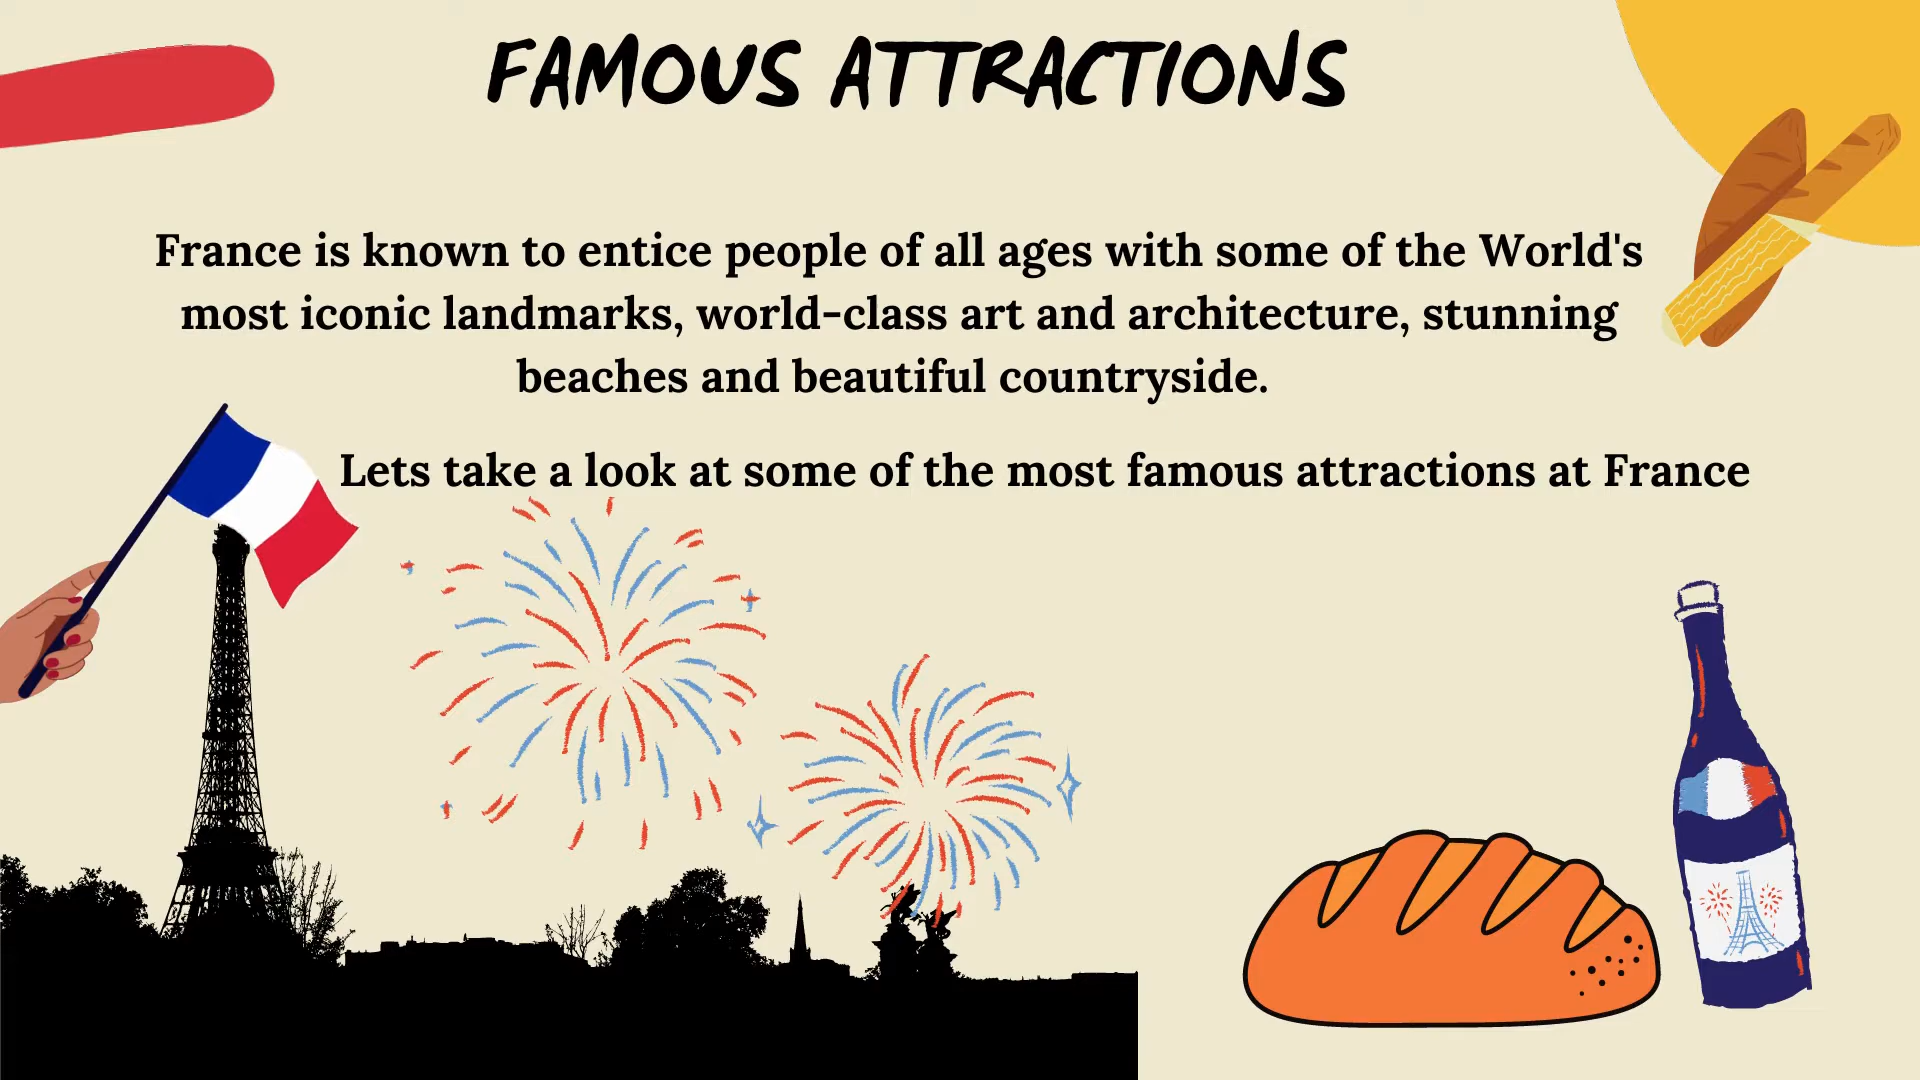 FAMOUS ATTRACTIONS
France is known to entice people of all ages with some of the World's
most iconic landmarks, world-class art and architecture, stunning
beaches and beautiful countryside.
Lets take a look at some of the most famous attractions at France